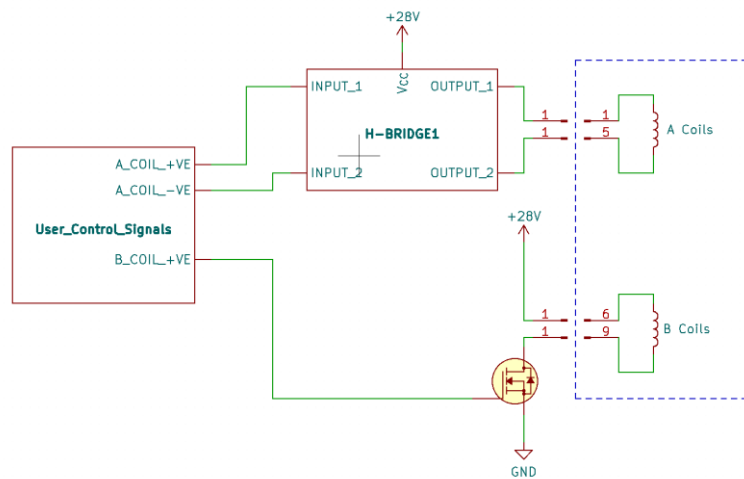 +28V
INPUT_1
Vcc
OUTPUT_1
1
1
1
5
A Coils
H-BRIDGE1
INPUT_2
OUTPUT_2
A_COIL_+VE
A_COIL_-VE
User_Control_Signals
B_COIL_+VE
+28V
1
6
1
9
B Coils
GND